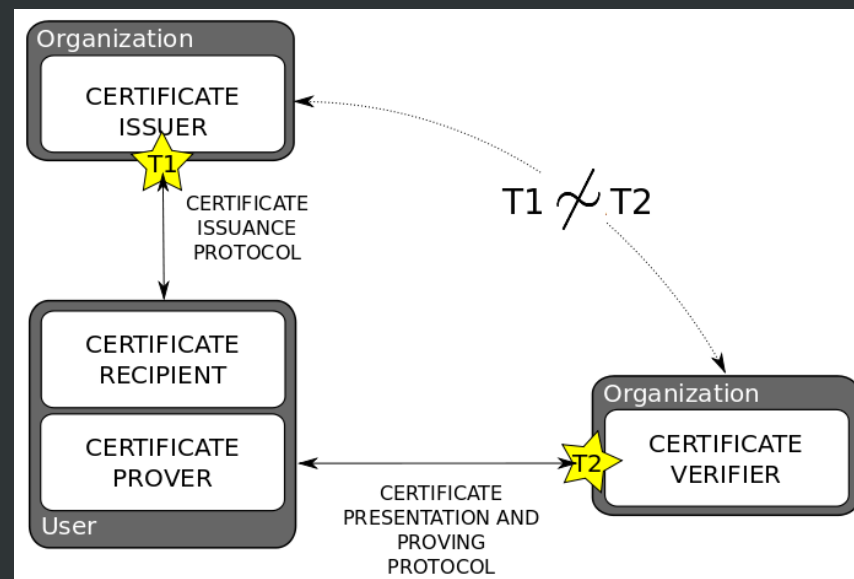 Organization
CERTIFICATE
ISSUER
T1
CERTIFICATE
ISSUANCE
PROTOCOL
T1 ≁ T2
CERTIFICATE
RECIPIENT
CERTIFICATE
PROVER
User
CERTIFICATE
PRESENTATION AND
PROVING
PROTOCOL
Organization
T2
CERTIFICATE
VERIFIER